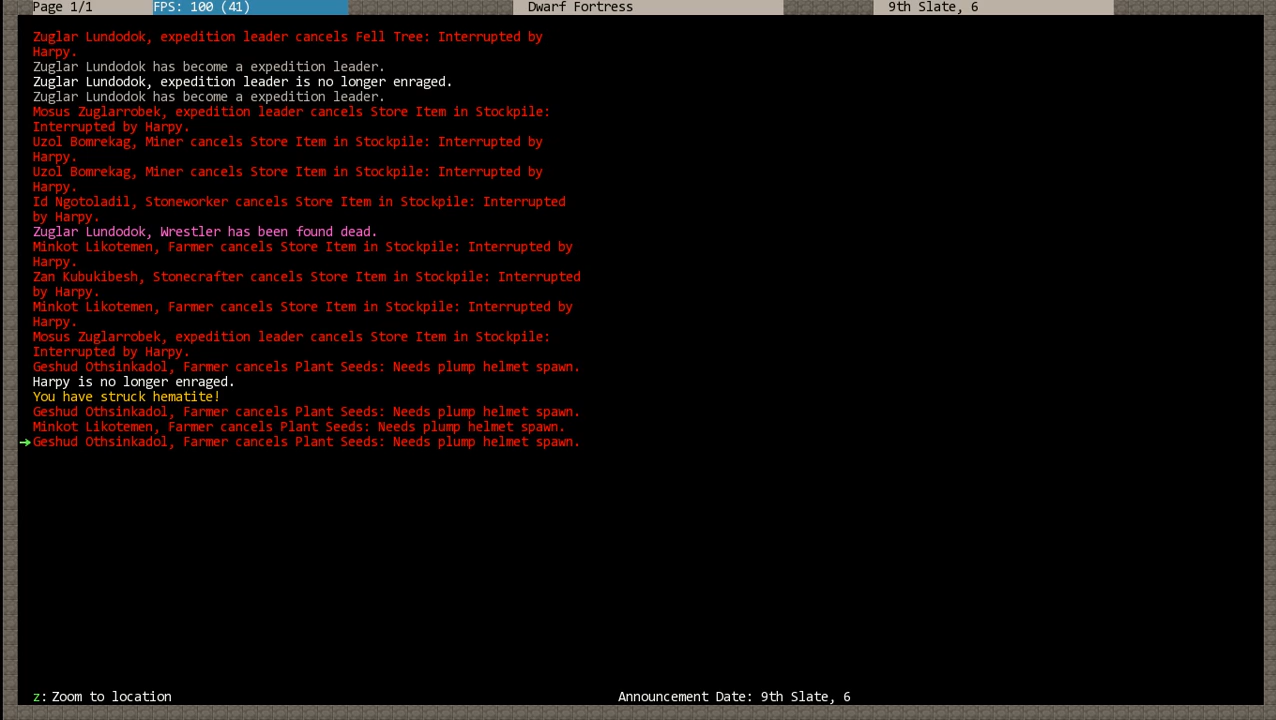 Page 1/1 FPS: 100 (41) Dwarf Fortress 9th Slate, 6
Zuglar Lundodok, expedition leader cancels Fell Tree: Interrupted by
Harpy.
Zuglar Lundodok has become a expedition leader.
Zuglar Lundodok, expedition leader is no longer enraged.
Zuglar Lundodok has become a expedition leader.
Mosus Zuglarrobek, expedition leader cancels Store Item in Stockpile:
Interrupted by Harpy.
Uzol Bomrekag, Miner cancels Store Item in Stockpile: Interrupted by
Harpy.
Uzol Bomrekag, Miner cancels Store Item in Stockpile: Interrupted by
Harpy.
Id Ngotoladil, Stoneworker cancels Store Item in Stockpile: Interrupted
by Harpy.
Zuglar Lundodok, Wrestler has been found dead.
Minkot Likotemen, Farmer cancels Store Item in Stockpile: Interrupted by
Harpy.
Zan Kubukibesh, Stonecrafter cancels Store Item in Stockpile: Interrupted
by Harpy.
Minkot Likotemen, Farmer cancels Store Item in Stockpile: Interrupted by
Harpy.
Mosus Zuglarrobek, expedition leader cancels Store Item in Stockpile:
Interrupted by Harpy.
Geshud Othsinkadol, Farmer cancels Plant Seeds: Needs plump helmet spawn.
Harpy is no longer enraged.
You have struck hematite!
Geshud Othsinkadol, Farmer cancels Plant Seeds: Needs plump helmet spawn.
Minkot Likotemen, Farmer cancels Plant Seeds: Needs plump helmet spawn.
→Geshud Othsinkadol, Farmer cancels Plant Seeds: Needs plump helmet spawn.
z: Zoom to location Announcement Date: 9th Slate, 6